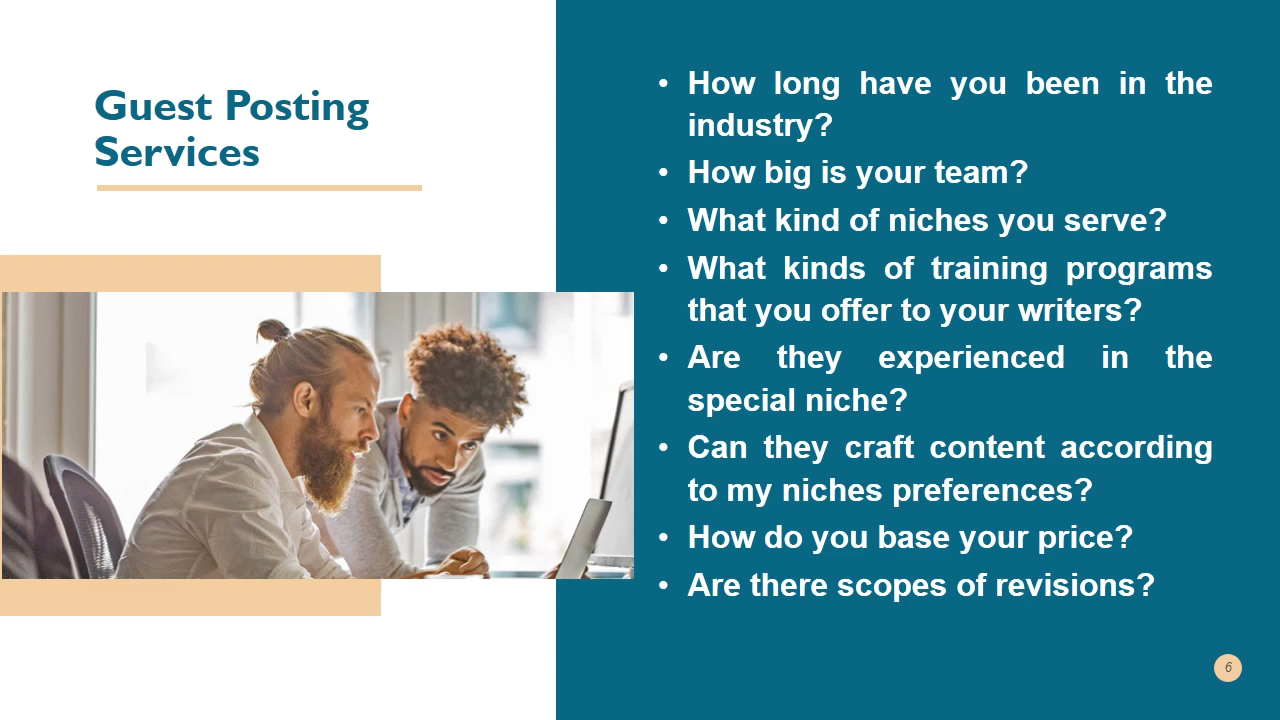 Guest Posting
Services
• How long have you been in the
industry?
• How big is your team?
• What kind of niches you serve?
• What kinds of training programs
that you offer to your writers?
• Are they experienced in the
special niche?
• Can they craft content according
to my niches preferences?
• How do you base your price?
• Are there scopes of revisions?
6